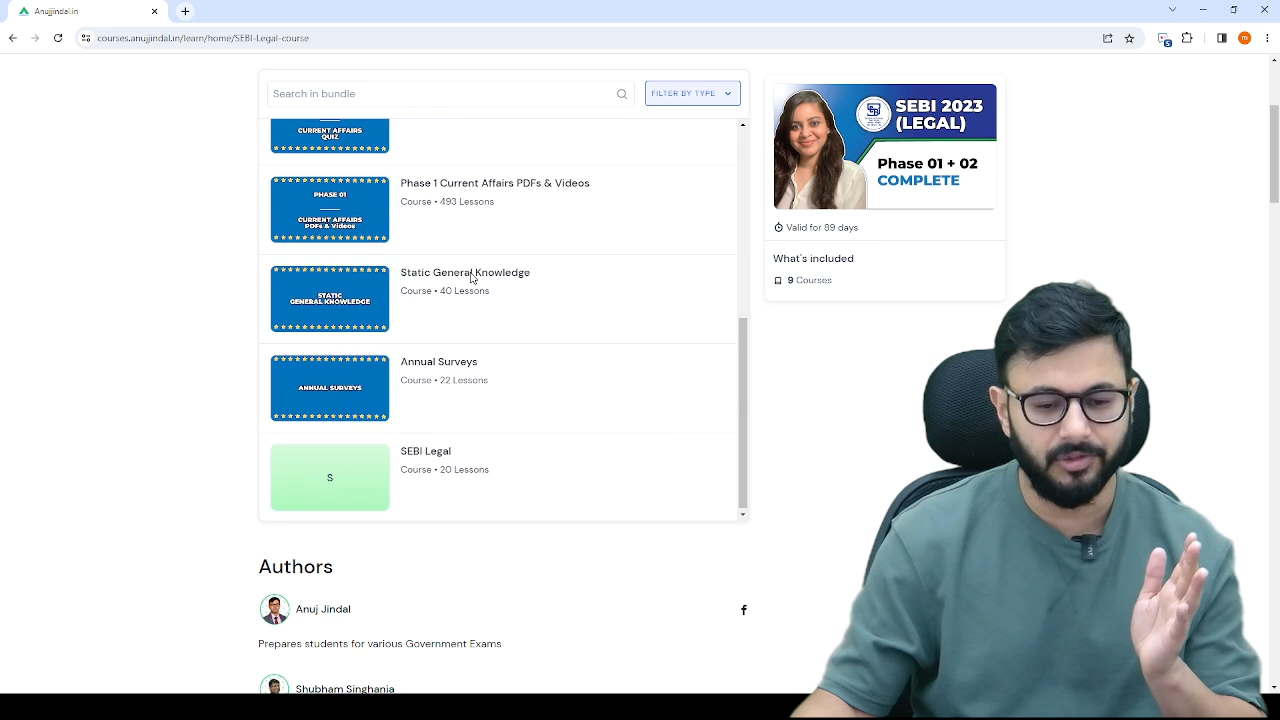 Anujjindal.in
courses.anujjindal.in/learn/home/SEBI-Legal-course
5
m
Search in bundle
FILTER BY TYPE
CURRENT AFFAIRS
QUIZ
PHASE 01
CURRENT AFFAIRS
PDFs & Videos
Phase 1 Current Affairs PDFs & Videos
Course • 493 Lessons
STATIC
GENERAL KNOWLEDGE
Static General Knowledge
Course • 40 Lessons
ANNUAL SURVEYS
Annual Surveys
Course • 22 Lessons
S
SEBI Legal
Course • 20 Lessons
SEBI 2023
(LEGAL)
Phase 01 + 02
COMPLETE
Valid for 89 days
What's included
9 Courses
Authors
Anuj Jindal
Prepares students for various Government Exams
Shubham Singhania